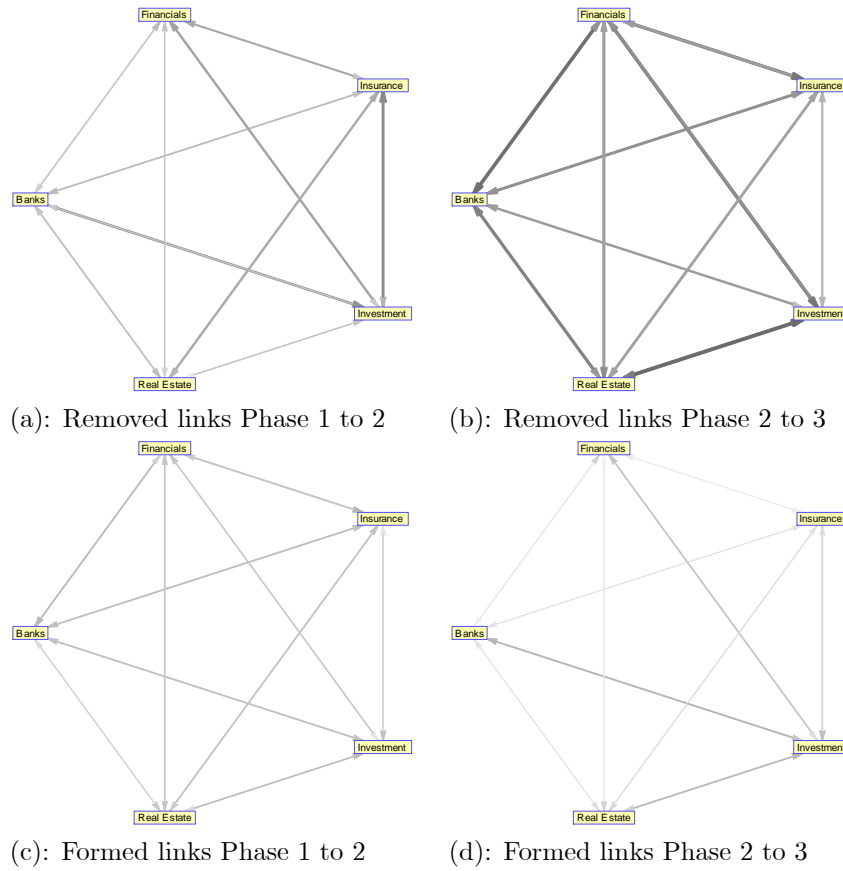 Financials
Financials
Insurance
Insurance
Banks
Banks
Investment
Investment
Real Estate
Real Estate
(a): Removed links Phase 1 to 2
(b): Removed links Phase 2 to 3
Financials
Financials
Insurance
Insurance
Banks
Banks
Investment
Investment
Real Estate
Real Estate
(c): Formed links Phase 1 to 2
(d): Formed links Phase 2 to 3